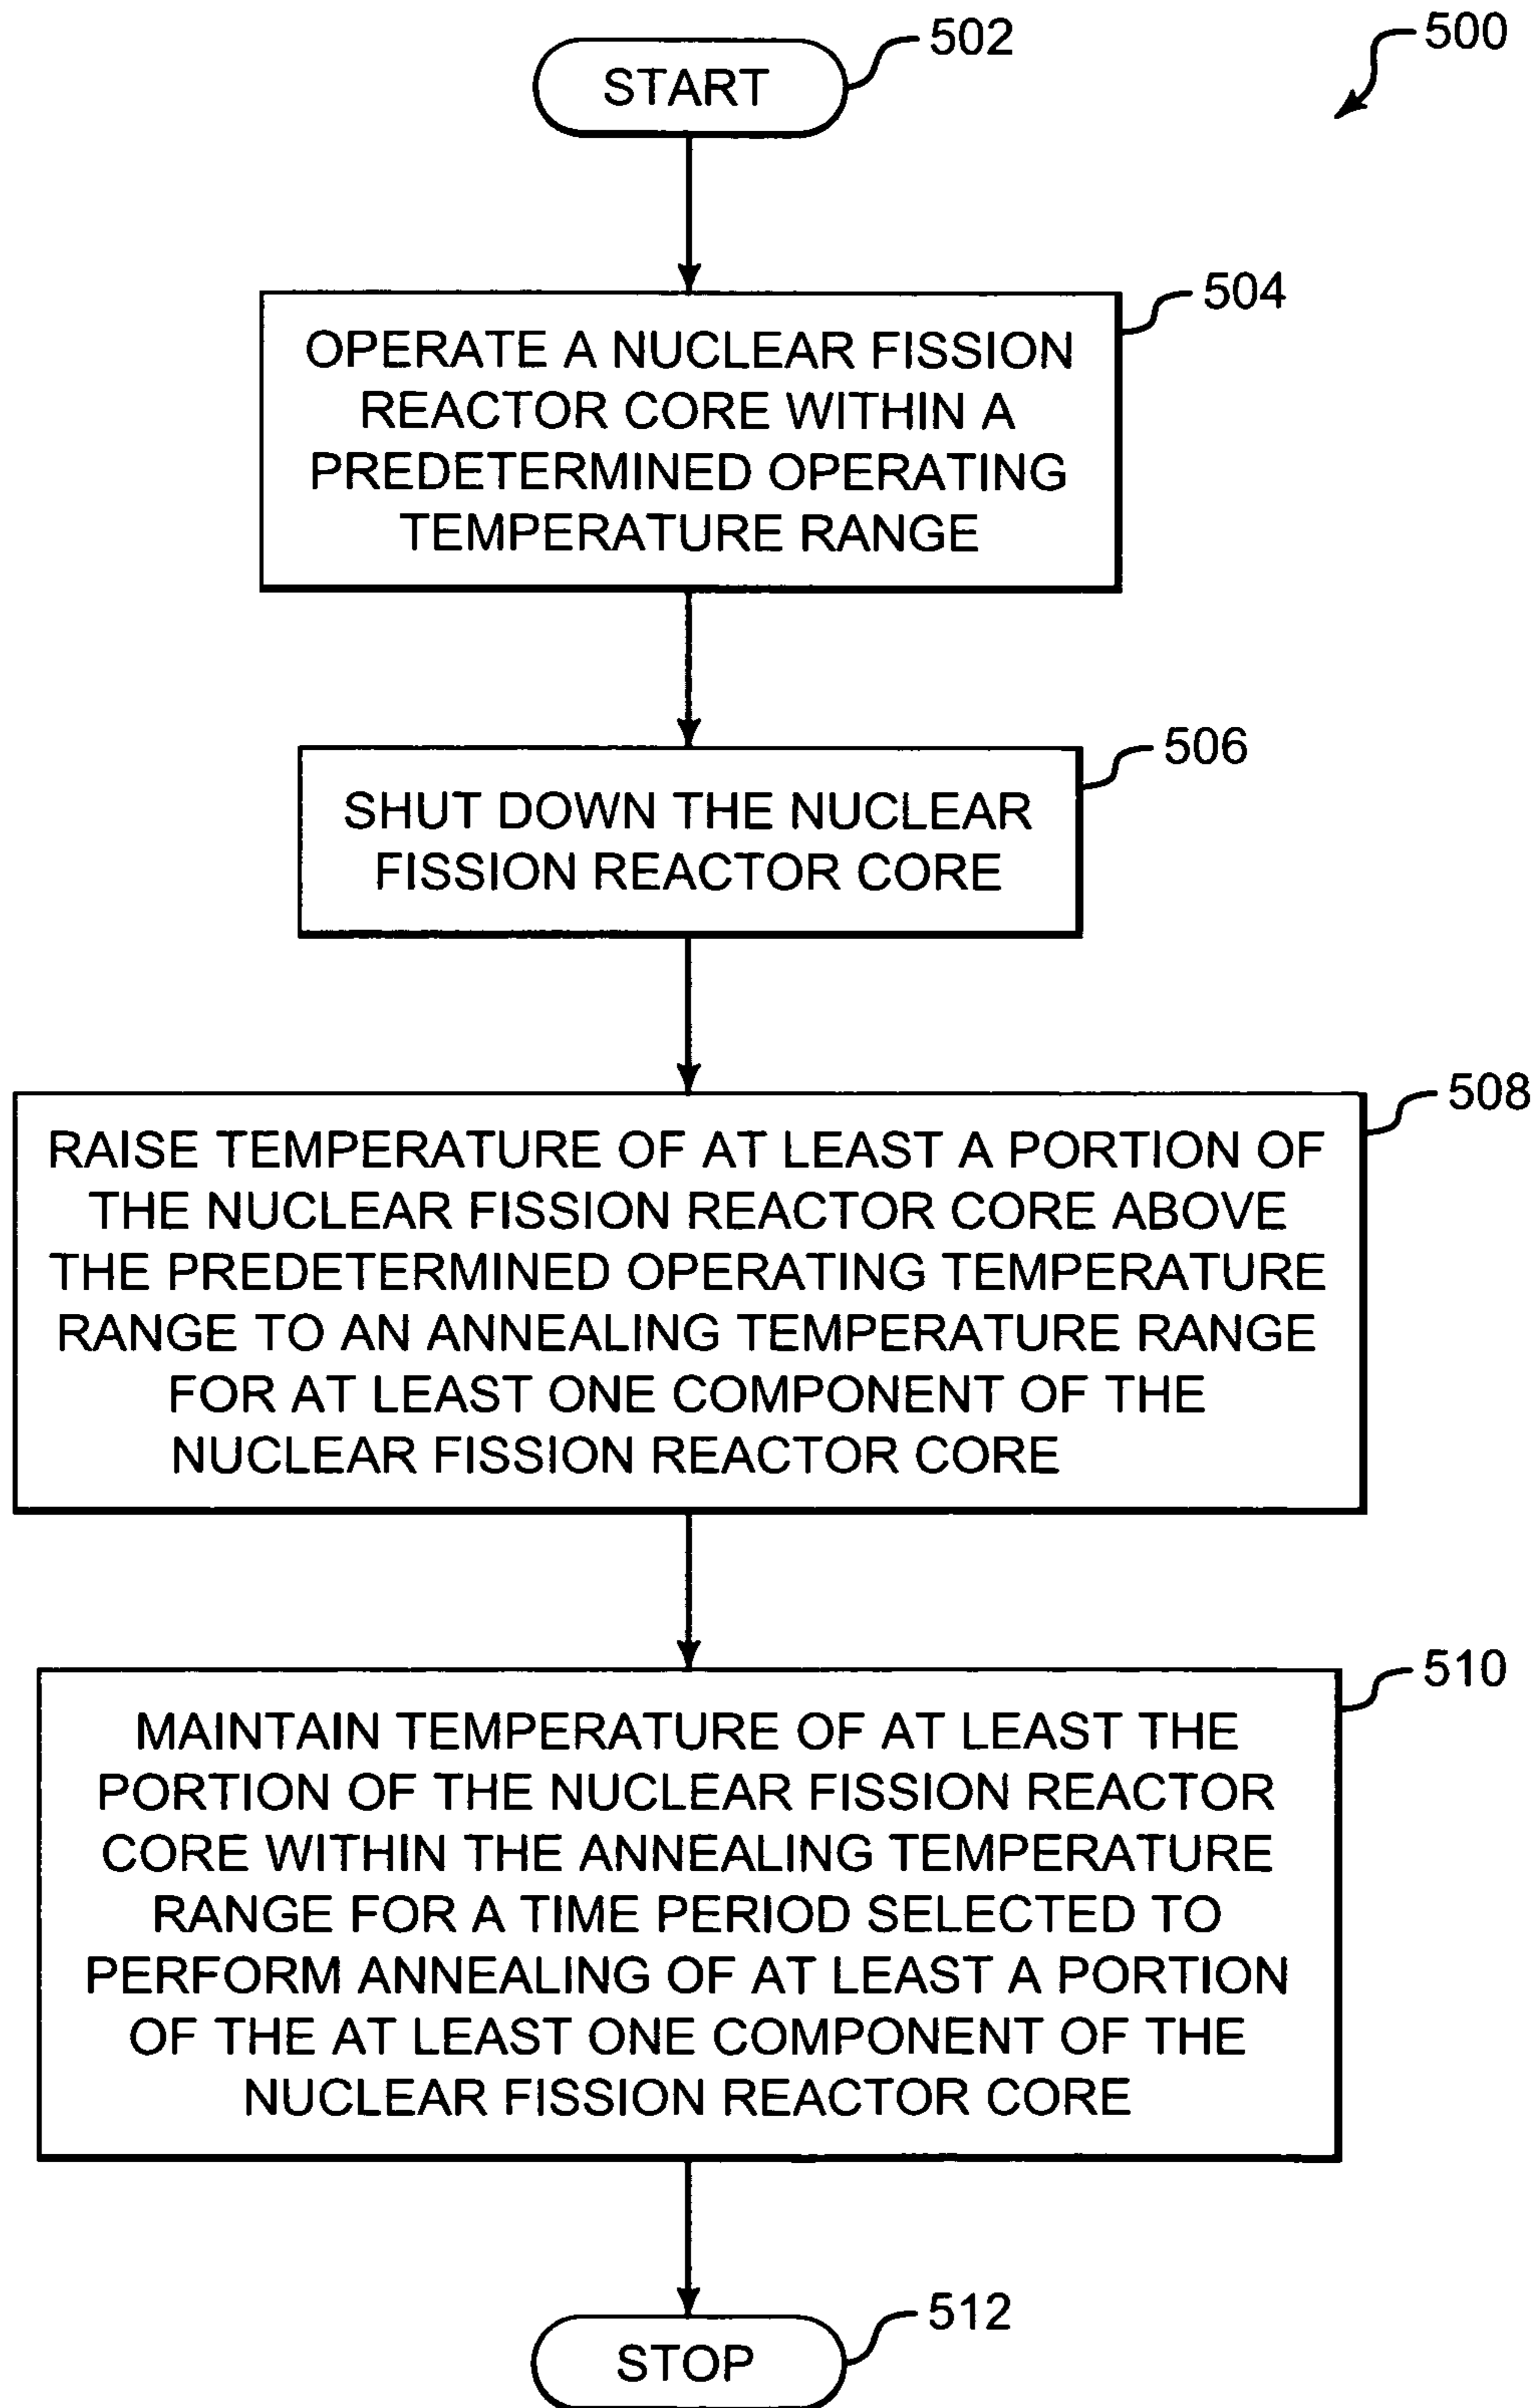 502
500
START
504
OPERATE A NUCLEAR FISSION
REACTOR CORE WITHIN A
PREDETERMINED OPERATING
TEMPERATURE RANGE
506
SHUT DOWN THE NUCLEAR
FISSION REACTOR CORE
508
RAISE TEMPERATURE OF AT LEAST A PORTION OF
THE NUCLEAR FISSION REACTOR CORE ABOVE
THE PREDETERMINED OPERATING TEMPERATURE
RANGE TO AN ANNEALING TEMPERATURE RANGE
FOR AT LEAST ONE COMPONENT OF THE
NUCLEAR FISSION REACTOR CORE
510
MAINTAIN TEMPERATURE OF AT LEAST THE
PORTION OF THE NUCLEAR FISSION REACTOR
CORE WITHIN THE ANNEALING TEMPERATURE
RANGE FOR A TIME PERIOD SELECTED TO
PERFORM ANNEALING OF AT LEAST A PORTION
OF THE AT LEAST ONE COMPONENT OF THE
NUCLEAR FISSION REACTOR CORE
512
STOP